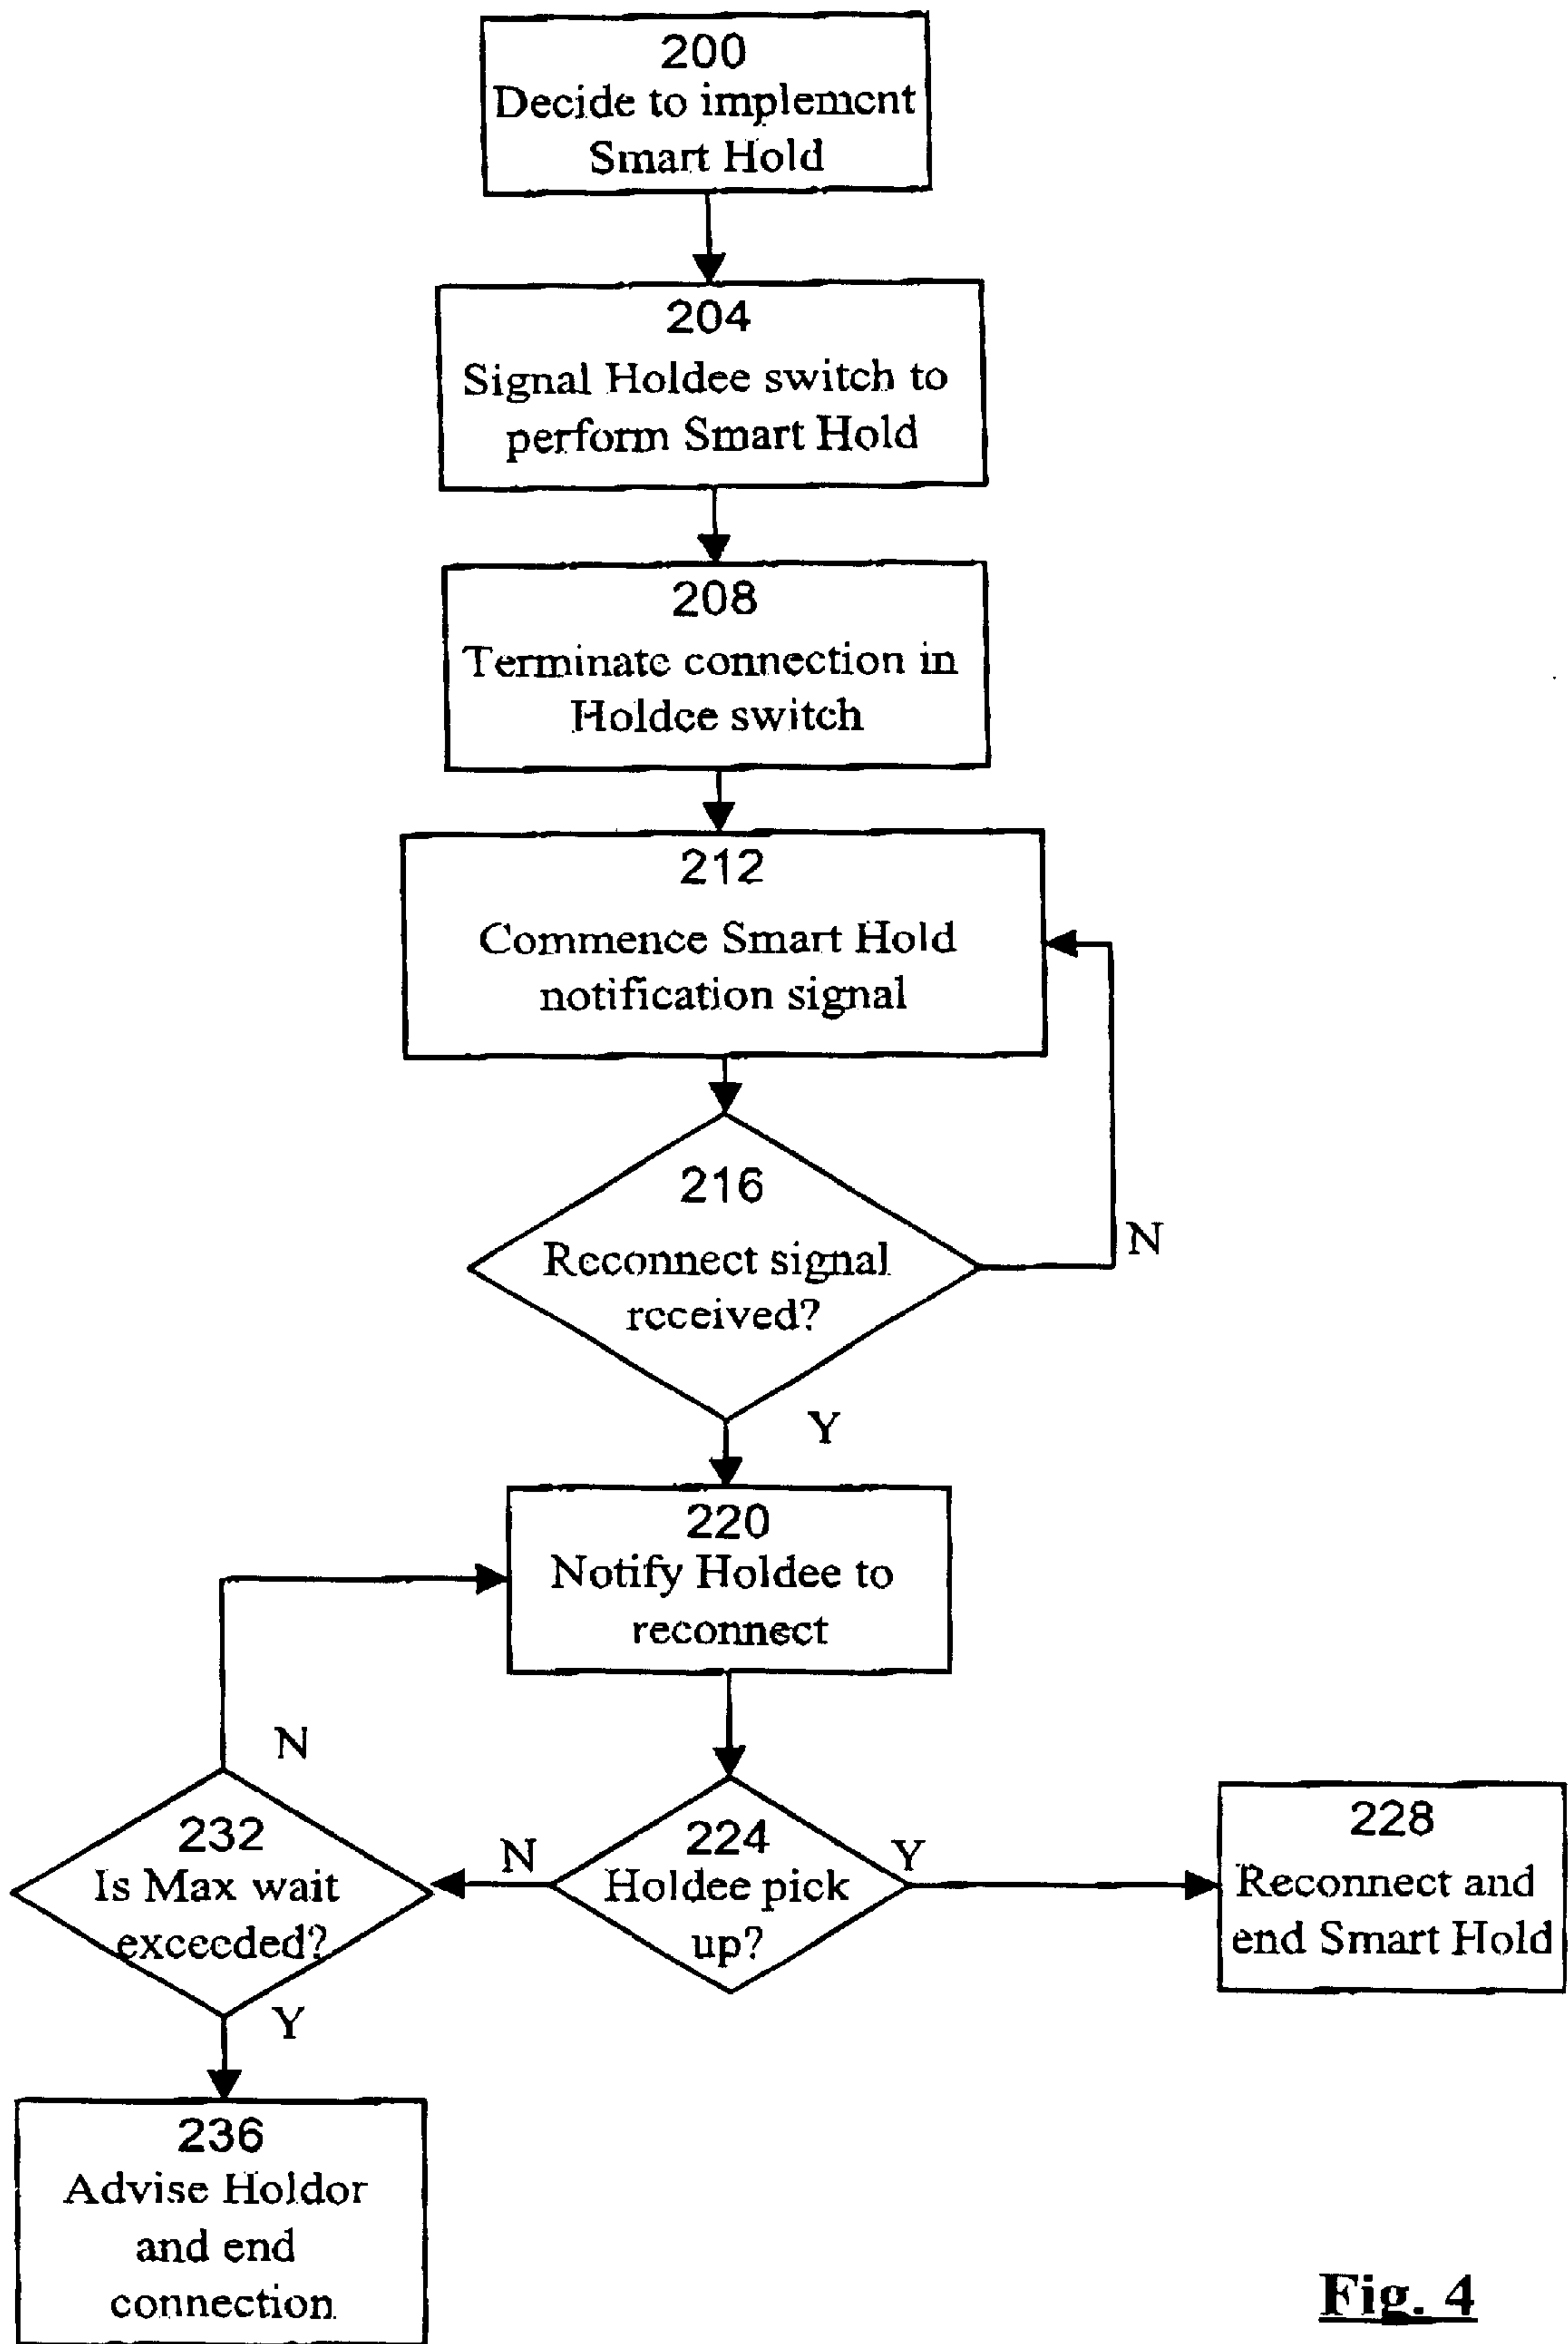 200
Decide to implement
Smart Hold
204
Signal Holdee switch to
perform Smart Hold
208
Terminate connection in
Holdee switch
212
Commence Smart Hold
notification signal
216
Reconnect signal
received?
N
Y
220
Notify Holdee to
reconnect
N
232
Is Max wait
exceeded?
N
224
Holdee pick
up?
Y
228
Reconnect and
end Smart Hold
Y
236
Advise Holdor
and end
connection
Fig. 4